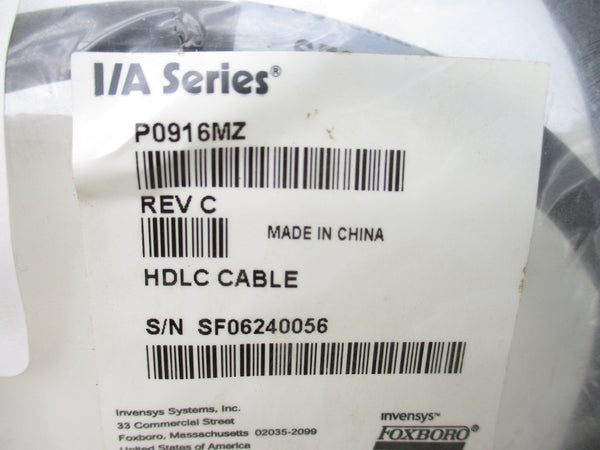 I/A Series®
P0916MZ
REV C
MADE IN CHINA
HDLC CABLE
S/N SF06240056
Invensys Systems, Inc.
33 Commercial Street
Foxboro, Massachusetts 02035-2099
United States of America
invensys™
FOXBORO®